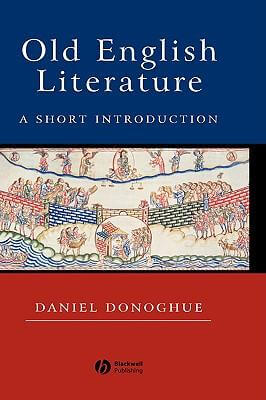 Old English
Literature
A SHORT INTRODUCTION
DANIEL DONOGHUE
Blackwell
Publishing